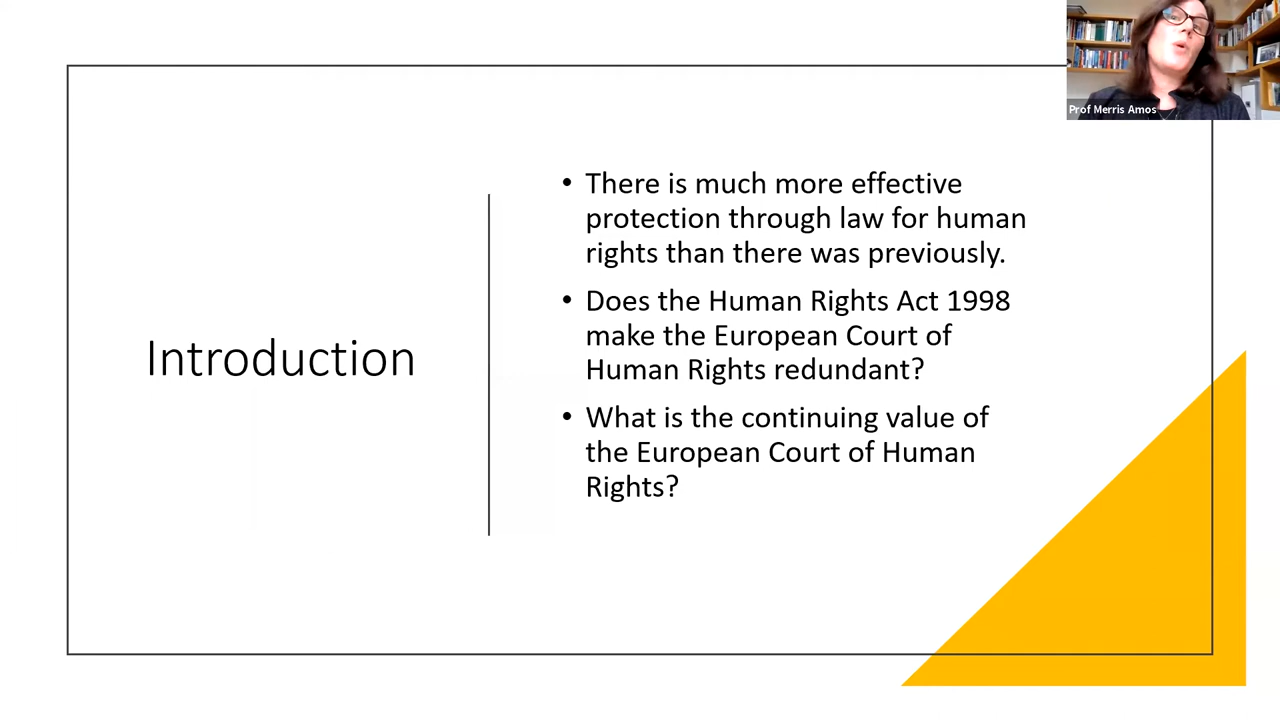 Prof Merris Amos
Introduction
• There is much more effective
protection through law for human
rights than there was previously.
• Does the Human Rights Act 1998
make the European Court of
Human Rights redundant?
• What is the continuing value of
the European Court of Human
Rights?